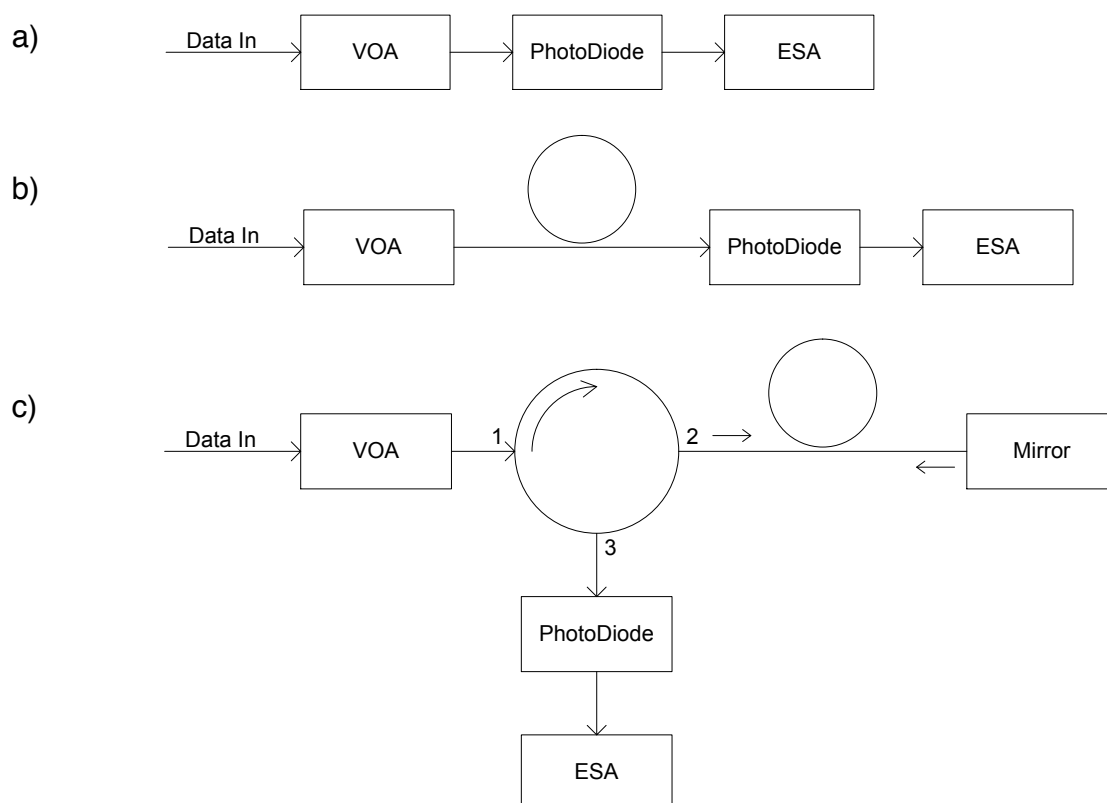 a)
Data In
VOA
PhotoDiode
ESA
b)
Data In
VOA
PhotoDiode
ESA
c)
Data In
VOA
1
2
Mirror
3
PhotoDiode
ESA